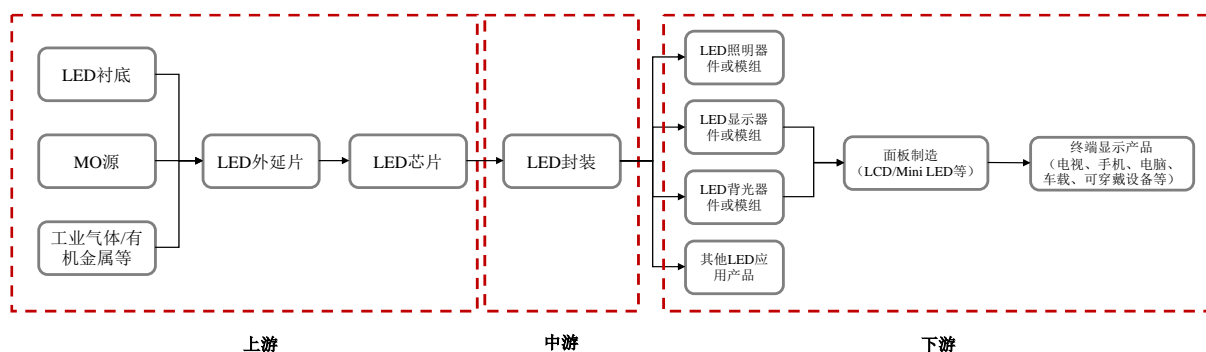 LED衬底
MO源
工业气体/有
机金属等
LED外延片
LED芯片
LED封装
LED照明器
件或模组
LED显示器
件或模组
LED背光器
件或模组
其他LED应
用产品
面板制造
（LCD/Mini LED等）
终端显示产品
（电视、手机、电脑、
车载、可穿戴设备等）
上游
中游
下游